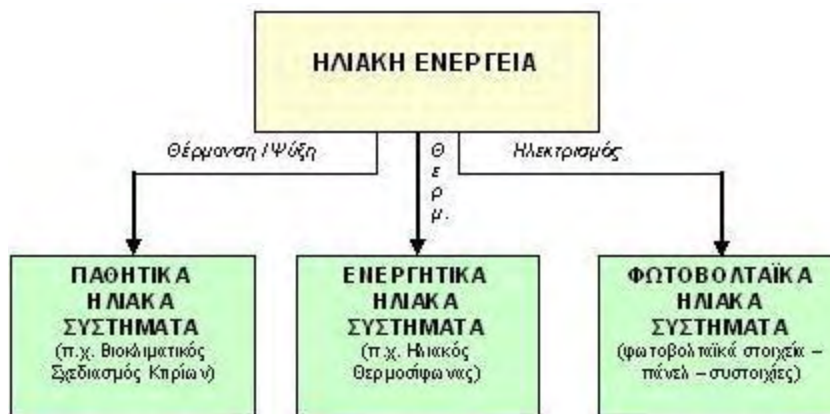 ΗΛΙΑΚΗ ΕΝΕΡΓΕΙΑ
Θέρμανση /Ψύξη
Θερμ.
Ηλεκτρισμός
ΠΑΘΗΤΙΚΑ
ΗΛΙΑΚΑ
ΣΥΣΤΗΜΑΤΑ
(π.χ. Βιοκλιματικός
Σχεδιασμός Κτιρίων)
ΕΝΕΡΓΗΤΙΚΑ
ΗΛΙΑΚΑ
ΣΥΣΤΗΜΑΤΑ
(π.χ. Ηλιακός
Θερμοσίφωνας)
ΦΩΤΟΒΟΛΤΑΪΚΑ
ΗΛΙΑΚΑ
ΣΥΣΤΗΜΑΤΑ
(φωτοβολταϊκά στοιχεία –
πάνελ – συστοιχίες)